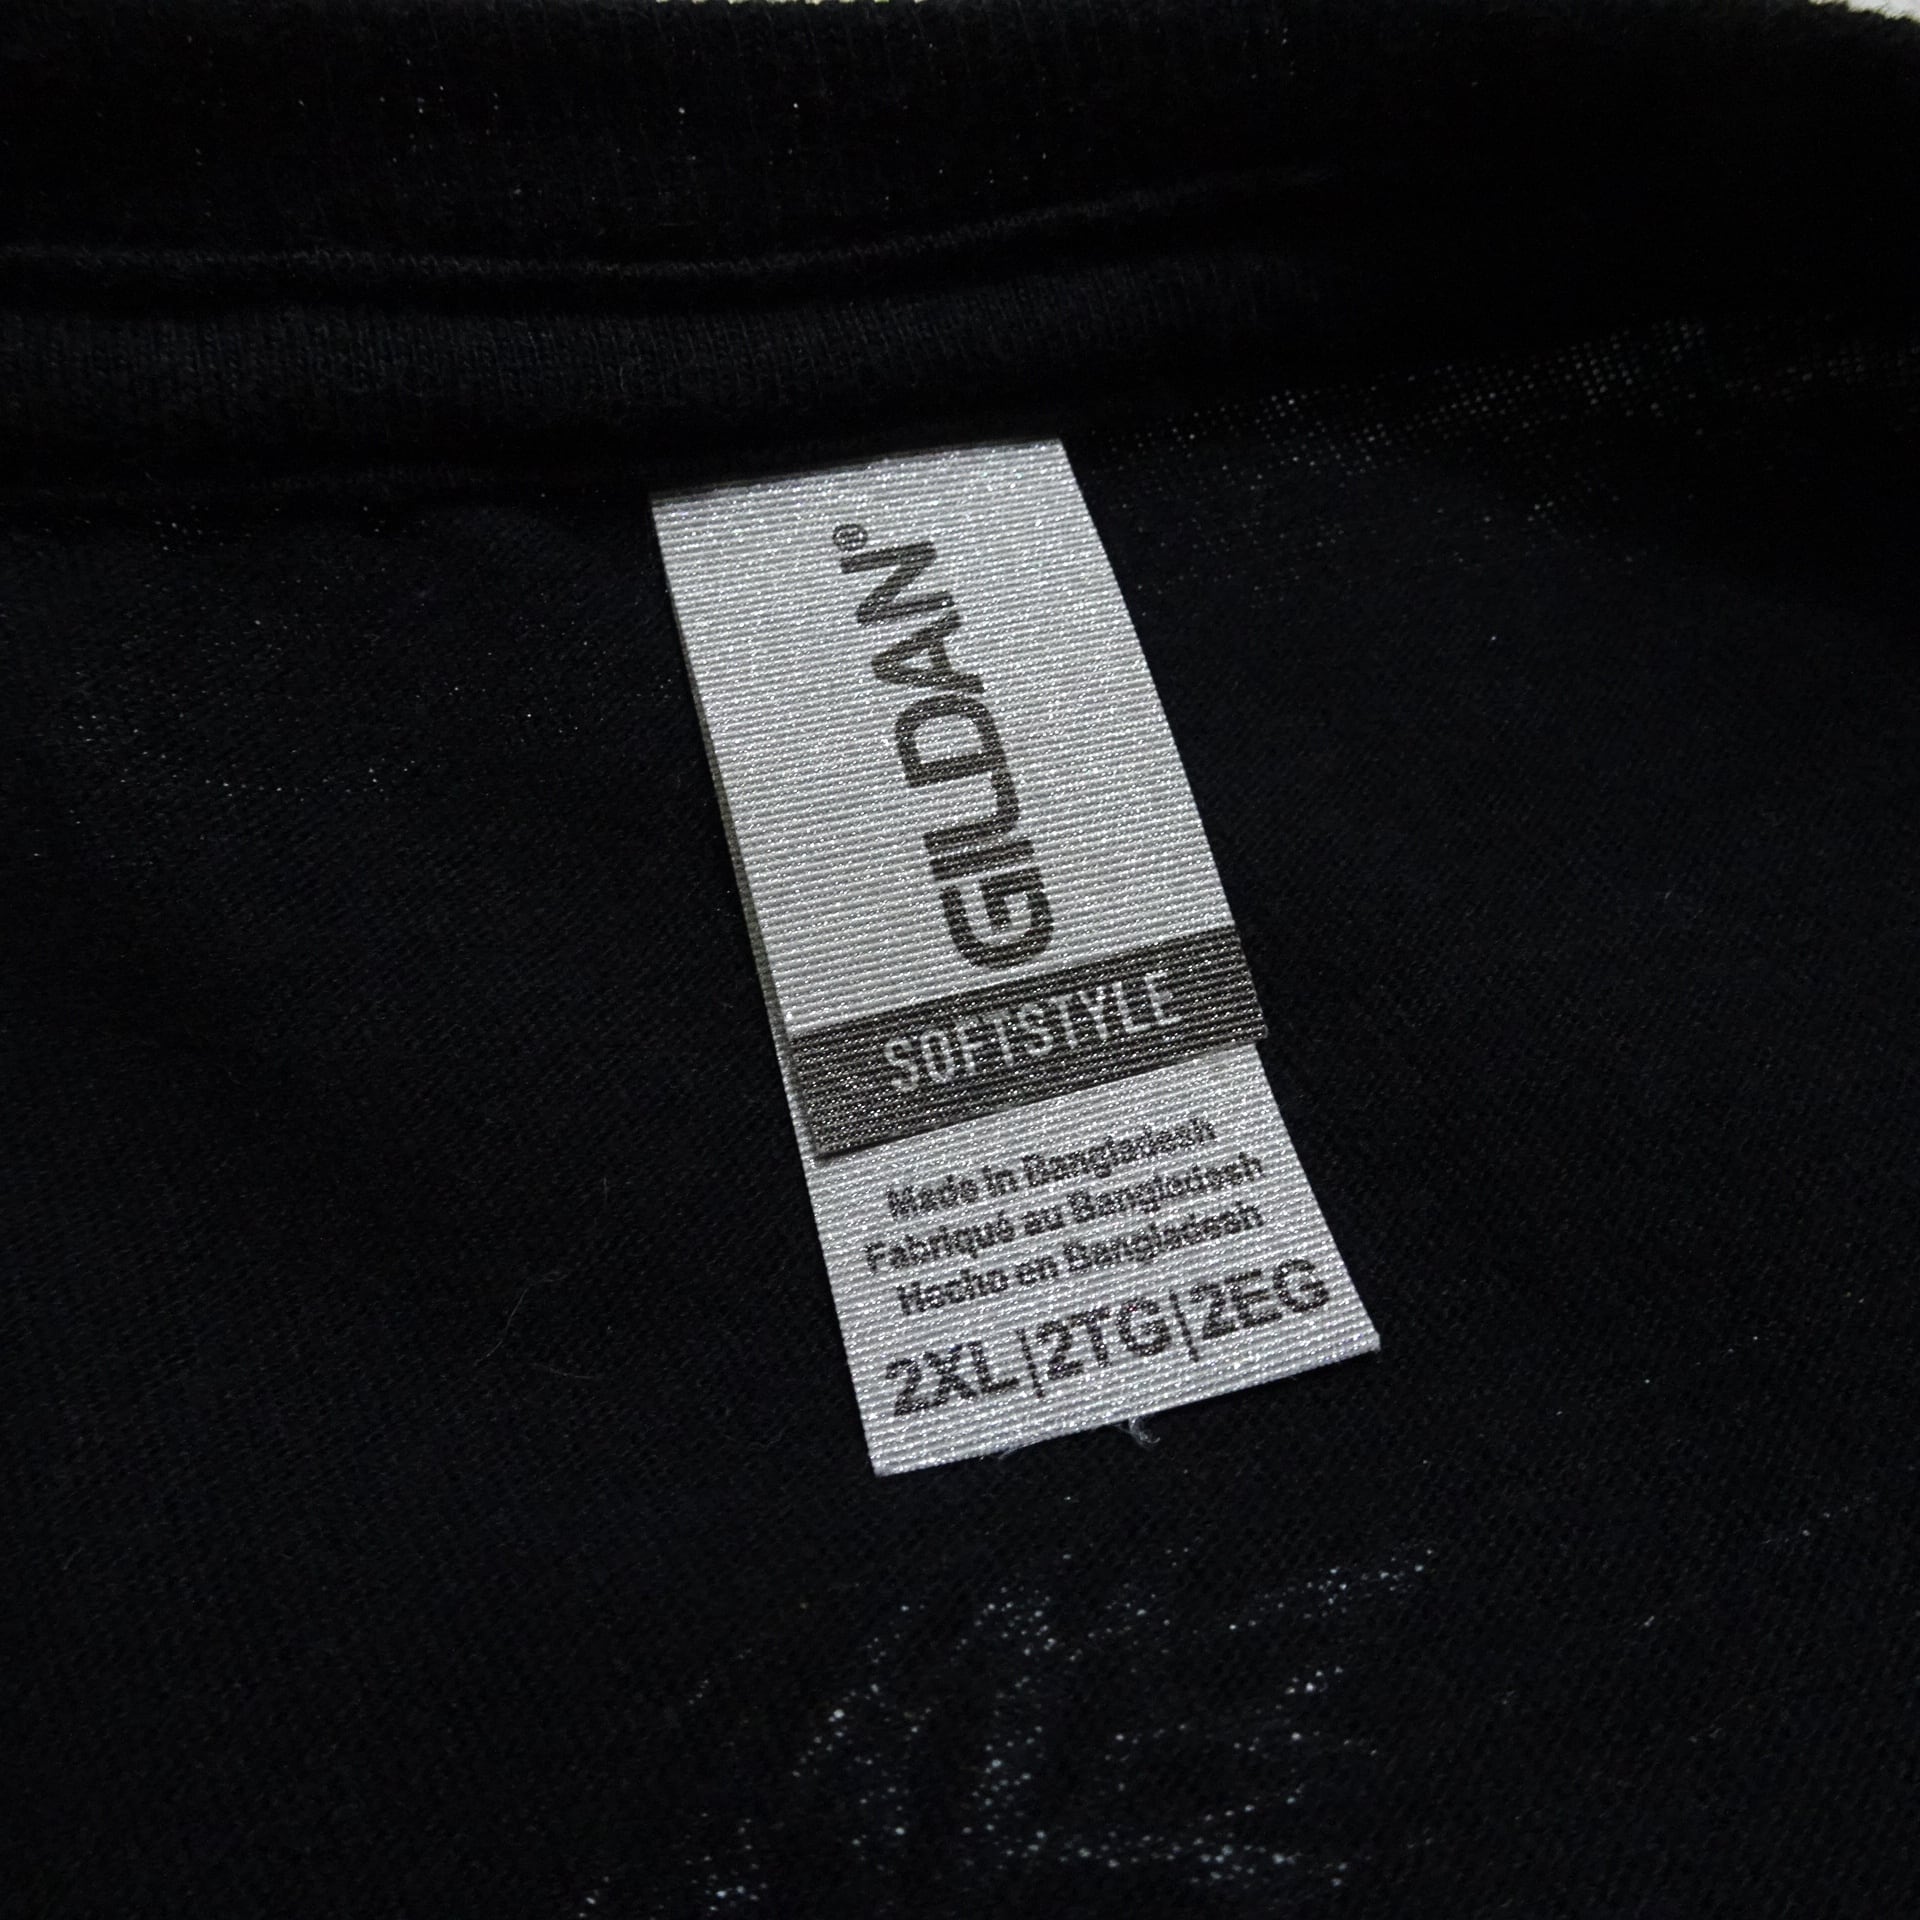 GILDAN®
SOFTSTYLE
Made in Bangladesh
Fabriqué au Bangladesh
Hecho en Bangladesh
2XL|2TG|2EG